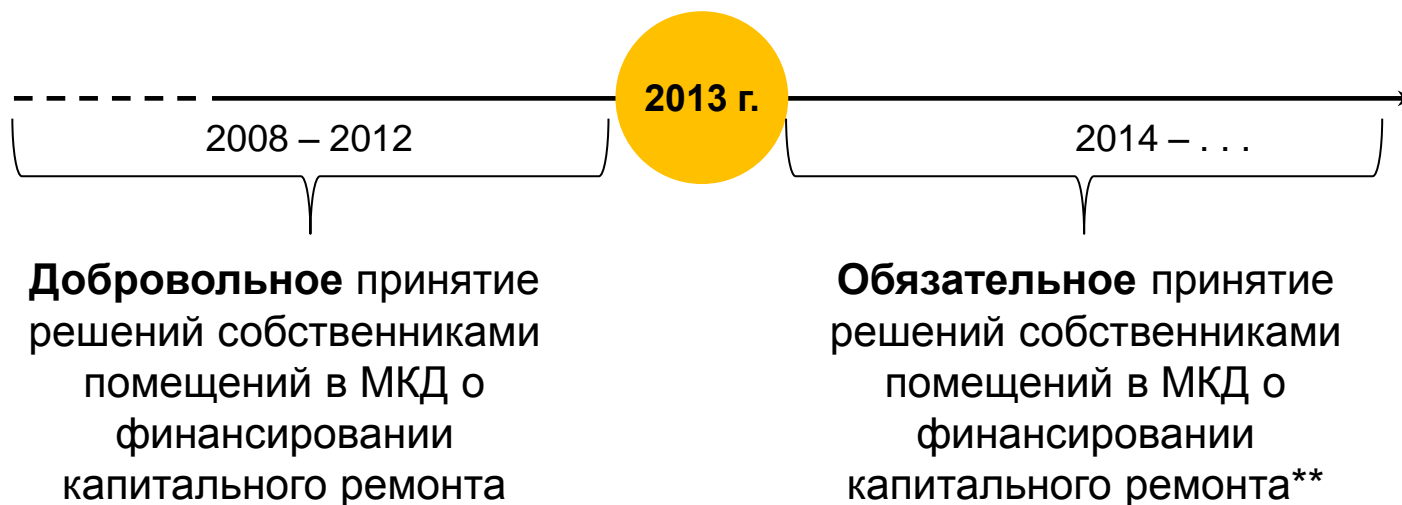 2013 г.
2008 – 2012
2014 – . . .
Добровольное принятие
решений собственниками
помещений в МКД о
финансировании
капитального ремонта
Обязательное принятие
решений собственниками
помещений в МКД о
финансировании
капитального ремонта**